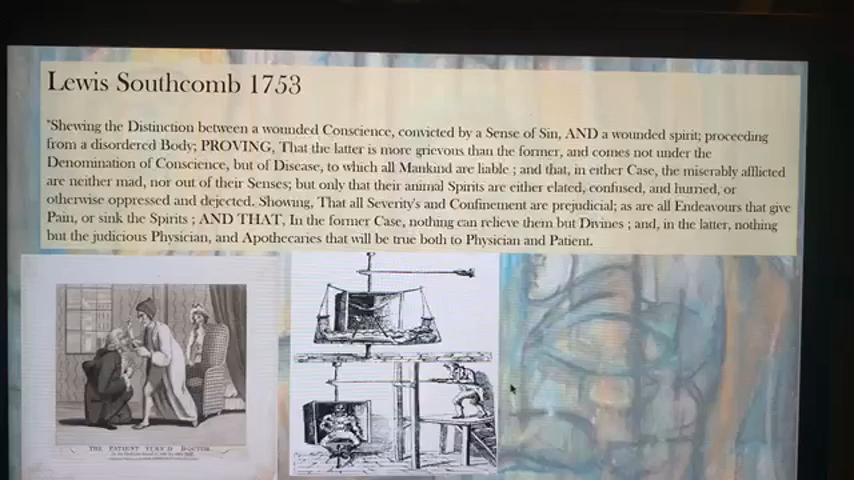 Lewis Southcomb 1753
"Shewing the Distinction between a wounded Conscience, convicted by a Sense of Sin, AND a wounded spirit; proceeding
from a disordered Body; PROVING, That the latter is more grievous than the former, and comes not under the
Denomination of Conscience, but of Disease, to which all Mankind are liable ; and that, in either Case, the miserably afflicted
are neither mad, nor out of their Senses; but only that their animal Spirits are either elated, confused, and hurried, or
otherwise oppressed and dejected. Showing, That all Severity's and Confinement are prejudicial; as are all Endeavours that give
Pain, or sink the Spirits ; AND THAT, In the former Case, nothing can relieve them but Divines ; and, in the latter, nothing
but the judicious Physician, and Apothecaries that will be true both to Physician and Patient.
THE PATIENT TURN'D DOCTOR